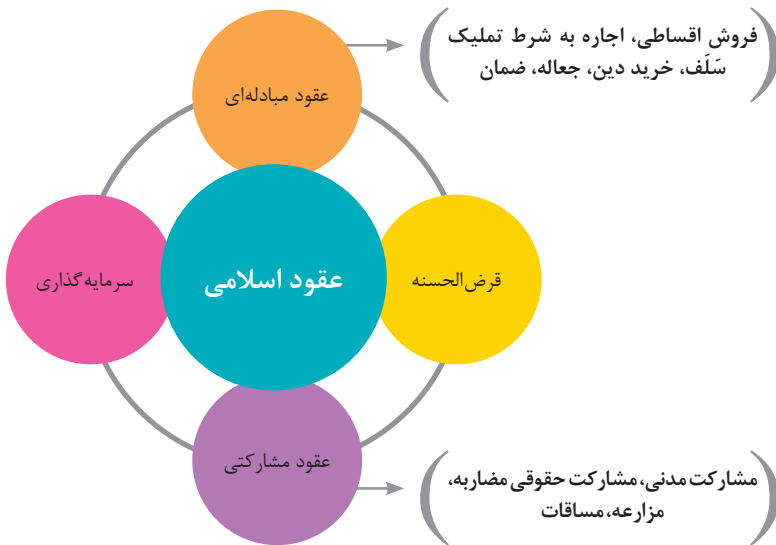 فروش اقساطی، اجاره به شرط تملیک
سَلَف، خرید دین، جعاله، ضمان
عقود مبادله‌ای
قرض‌الحسنه
عقود اسلامی
سرمایه‌گذاری
عقود مشارکتی
مشارکت مدنی، مشارکت حقوقی مضاربه،
مزارعه، مساقات